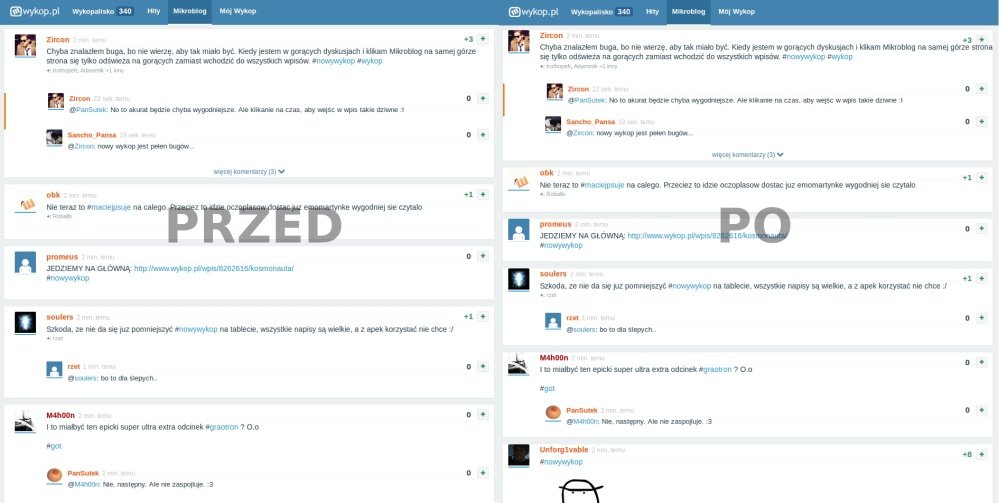 wykop.pl Wykopalisko 340 Hity Mikroblog Mój Wykop
Zircon 2 min. temu +3 +
Chyba znalazłem buga, bo nie wierzę, aby tak miało być. Kiedy jestem w gorących dyskusjach i klikam Mikroblog na samej górze
strona się tylko odświeża na gorących zamiast wchodzić do wszystkich wpisów. #nowywykop #wykop
+: trothopeft, Adamnik +1 inny
Zircon 22 sek. temu 0 +
@PanSutek: No to akurat będzie chyba wygodniejsze. Ale klikanie na czas, aby wejśc w wpis takie dziwne :I
Sancho_Pansa 19 sek. temu 0 +
@Zircon: nowy wykop jest pełen bugów...
więcej komentarzy (3)
obk 2 min. temu +1 +
Nie teraz to #maciejpsuje na calego. Przeciez to idzie oczoplasow dostac juz emomartynke wygodniej sie czytalo
+: Roballo
PRZED
promeus 2 min. temu 0 +
JEDZIEMY NA GŁÓWNĄ: http://www.wykop.pl/wpis/8262616/kosmonauta/
#nowywykop
soulers 2 min. temu +1 +
Szkoda, ze nie da się juz pomniejszyć #nowywykop na tablecie, wszystkie napisy są wielkie, a z apek korzystać nie chce :/
+: rzet
rzet 1 min. temu 0 +
@soulers: bo to dla ślepych..
M4h00n 2 min. temu 0 +
I to miałbyć ten epicki super ultra extra odcinek #graotron ? O.o
#got
PanSutek 2 min. temu 0 +
@M4h00n: Nie, następny. Ale nie zaspojluje. :3
wykop.pl Wykopalisko 340 Hity Mikroblog Mój Wykop
Zircon 2 min. temu +3 +
Chyba znalazłem buga, bo nie wierzę, aby tak miało być. Kiedy jestem w gorących dyskusjach i klikam Mikroblog na samej górze strona
się tylko odświeża na gorących zamiast wchodzić do wszystkich wpisów. #nowywykop #wykop
+: trothopeft, Adamnik +1 inny
Zircon 22 sek. temu 0 +
@PanSutek: No to akurat będzie chyba wygodniejsze. Ale klikanie na czas, aby wejśc w wpis takie dziwne :I
Sancho_Pansa 19 sek. temu 0 +
@Zircon: nowy wykop jest pełen bugów...
więcej komentarzy (3)
obk 2 min. temu +1 +
Nie teraz to #maciejpsuje na calego. Przeciez to idzie oczoplasow dostac juz emomartynke wygodniej sie czytalo
+: Roballo
PO
promeus 2 min. temu 0 +
JEDZIEMY NA GŁÓWNĄ: http://www.wykop.pl/wpis/8262616/kosmonauta/
#nowywykop
soulers 2 min. temu +1 +
Szkoda, ze nie da się juz pomniejszyć #nowywykop na tablecie, wszystkie napisy są wielkie, a z apek korzystać nie chce :/
+: rzet
rzet 1 min. temu 0 +
@soulers: bo to dla ślepych..
M4h00n 2 min. temu 0 +
I to miałbyć ten epicki super ultra extra odcinek #graotron ? O.o
#got
PanSutek 2 min. temu 0 +
@M4h00n: Nie, następny. Ale nie zaspojluje. :3
Unforg1vable 2 min. temu +8 +
#nowywykop